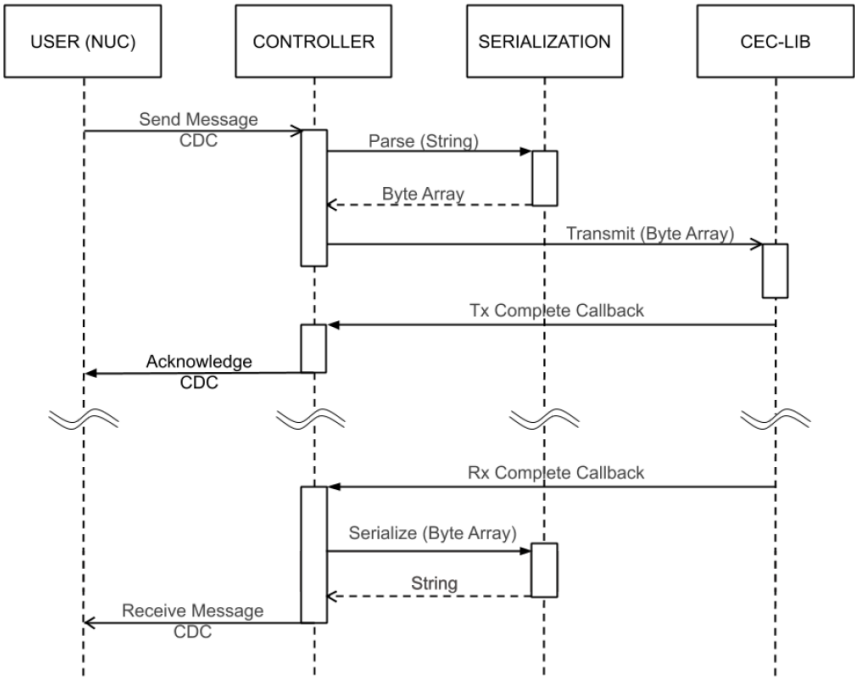 USER (NUC)
CONTROLLER
SERIALIZATION
CEC-LIB
Send Message
CDC
Parse (String)
Byte Array
Transmit (Byte Array)
Tx Complete Callback
Acknowledge
CDC
Rx Complete Callback
Serialize (Byte Array)
String
Receive Message
CDC